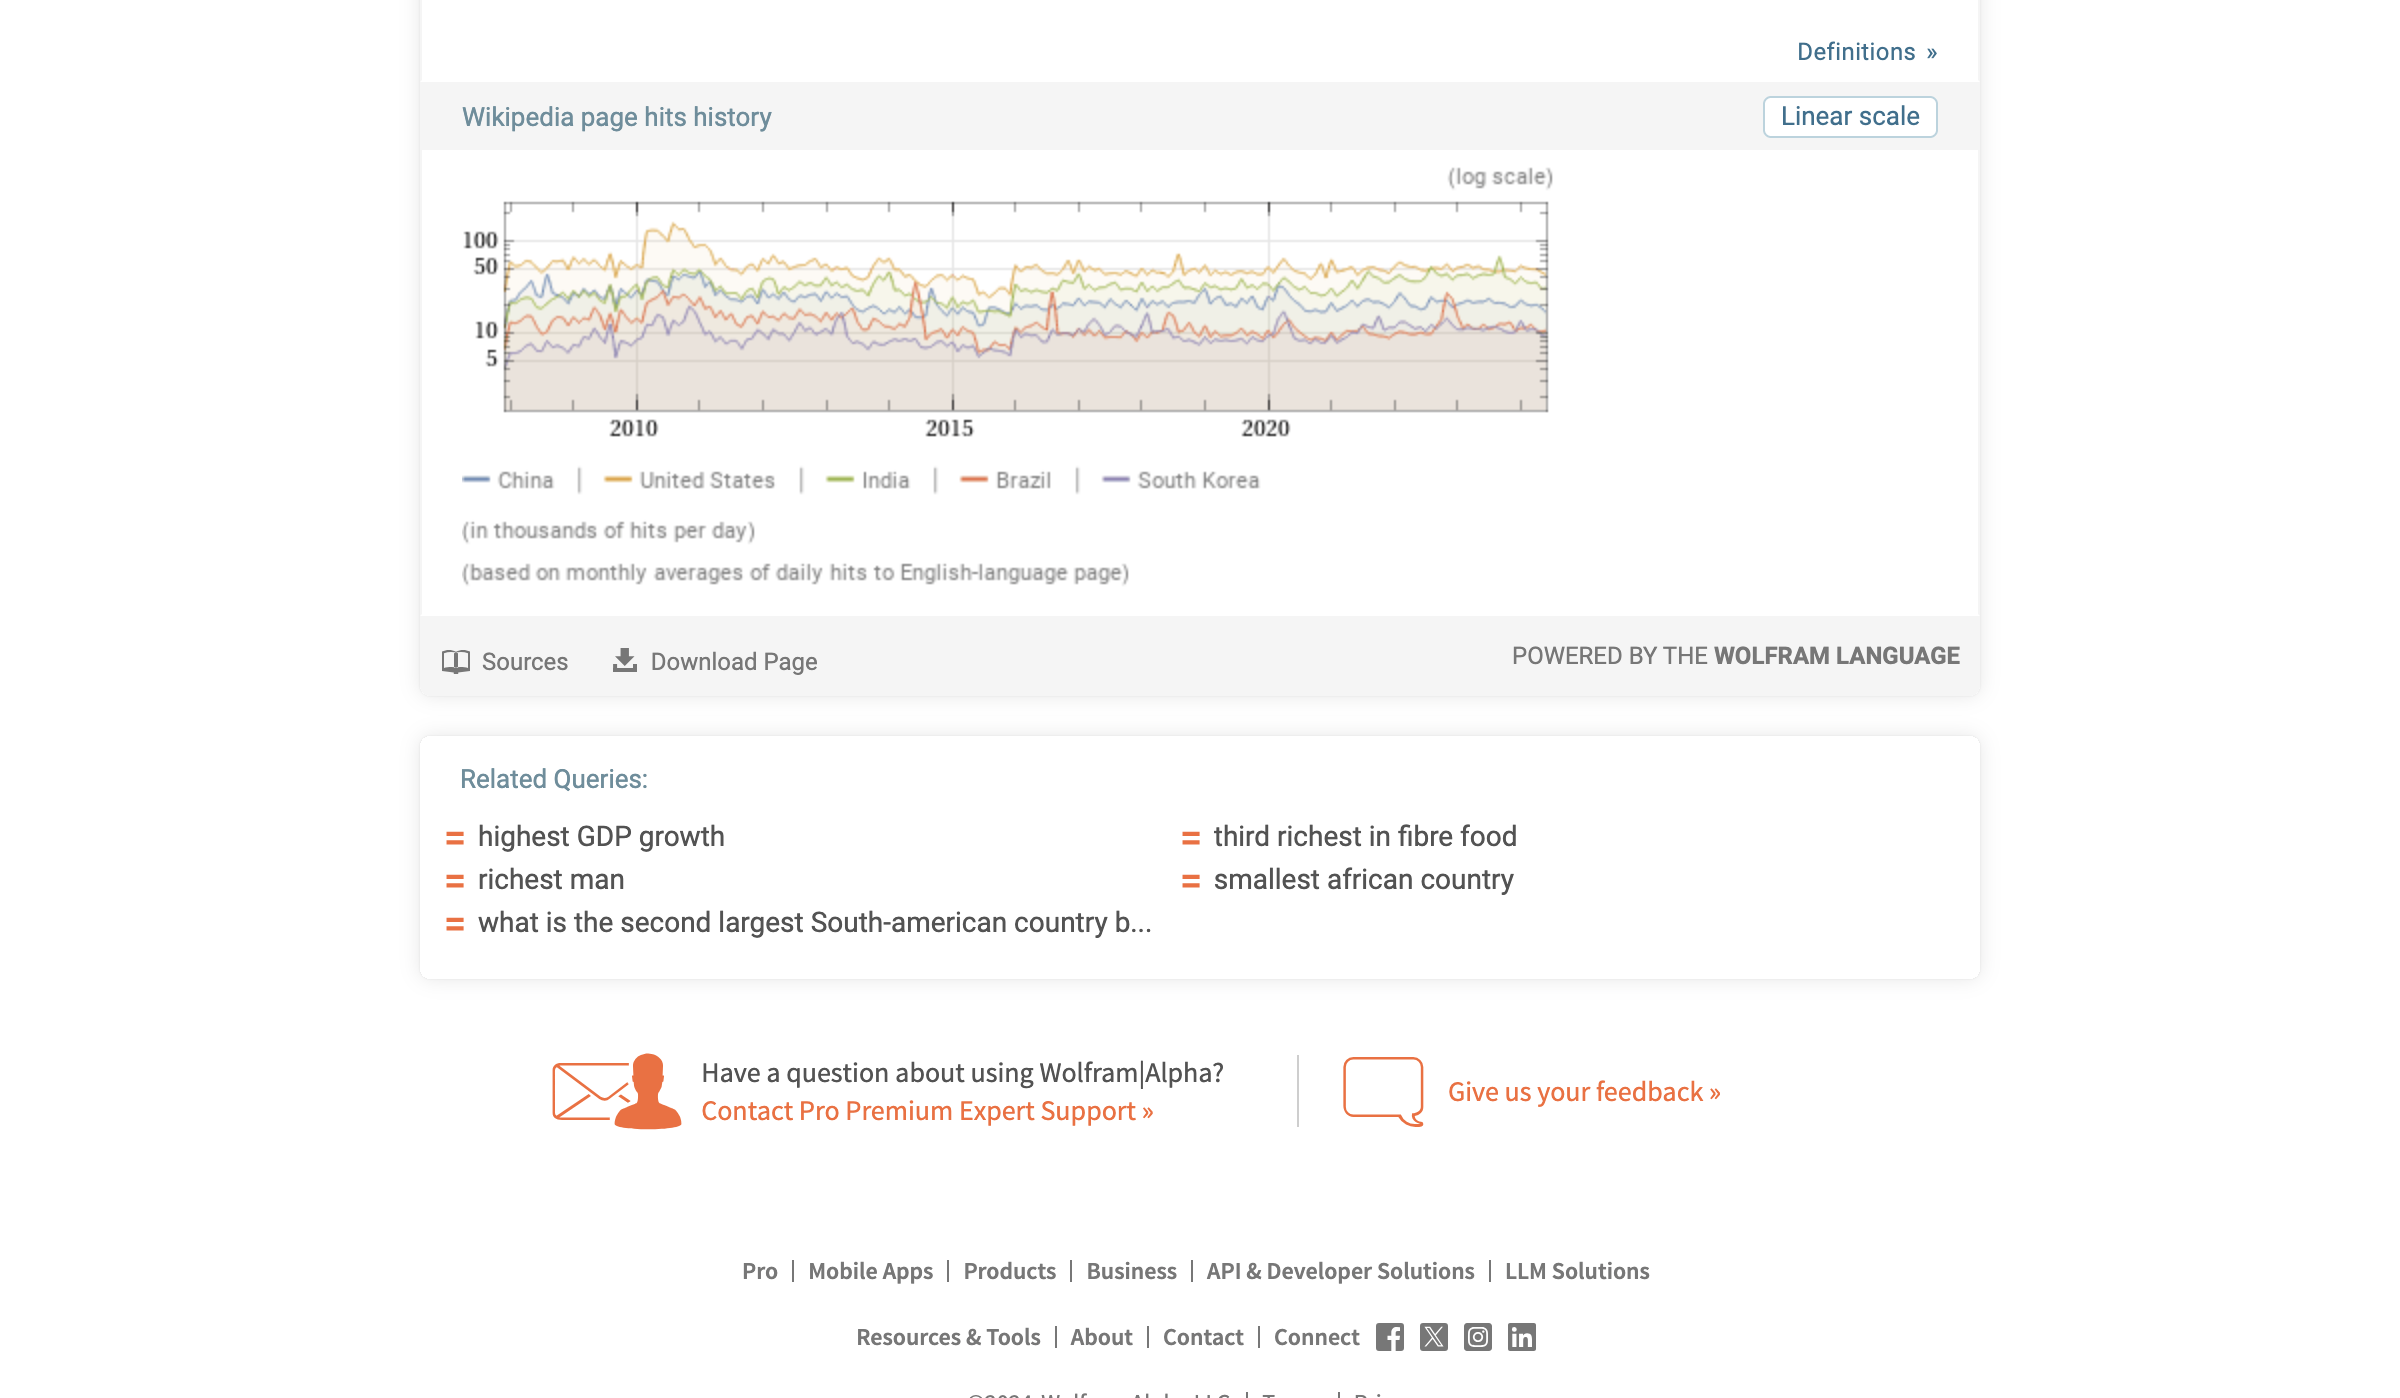 Definitions »
Wikipedia page hits history
Linear scale
(log scale)
100
50
10
5
2010 2015 2020
China | United States | India | Brazil | South Korea
(in thousands of hits per day)
(based on monthly averages of daily hits to English-language page)
Sources Download Page
POWERED BY THE WOLFRAM LANGUAGE
Related Queries:
= highest GDP growth
= third richest in fibre food
= richest man
= smallest african country
= what is the second largest South-american country b...
Have a question about using Wolfram|Alpha?
Contact Pro Premium Expert Support »
Give us your feedback »
Pro | Mobile Apps | Products | Business | API & Developer Solutions | LLM Solutions
Resources & Tools | About | Contact | Connect